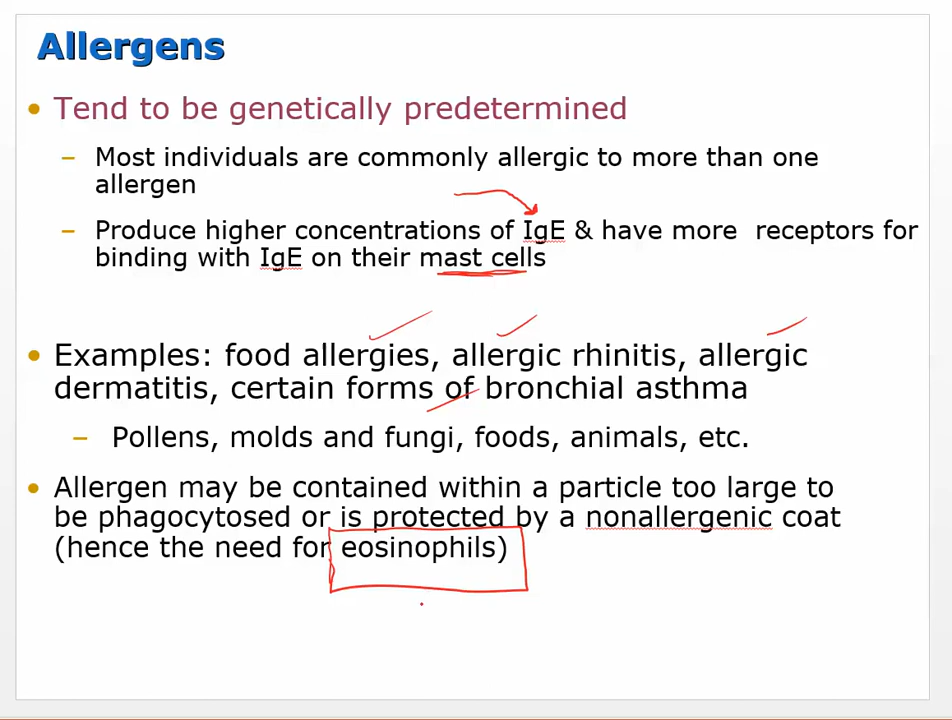 Allergens
• Tend to be genetically predetermined
– Most individuals are commonly allergic to more than one
allergen
– Produce higher concentrations of IgE & have more receptors for
binding with IgE on their mast cells
• Examples: food allergies, allergic rhinitis, allergic
dermatitis, certain forms of bronchial asthma
– Pollens, molds and fungi, foods, animals, etc.
• Allergen may be contained within a particle too large to
be phagocytosed or is protected by a nonallergenic coat
(hence the need for eosinophils)